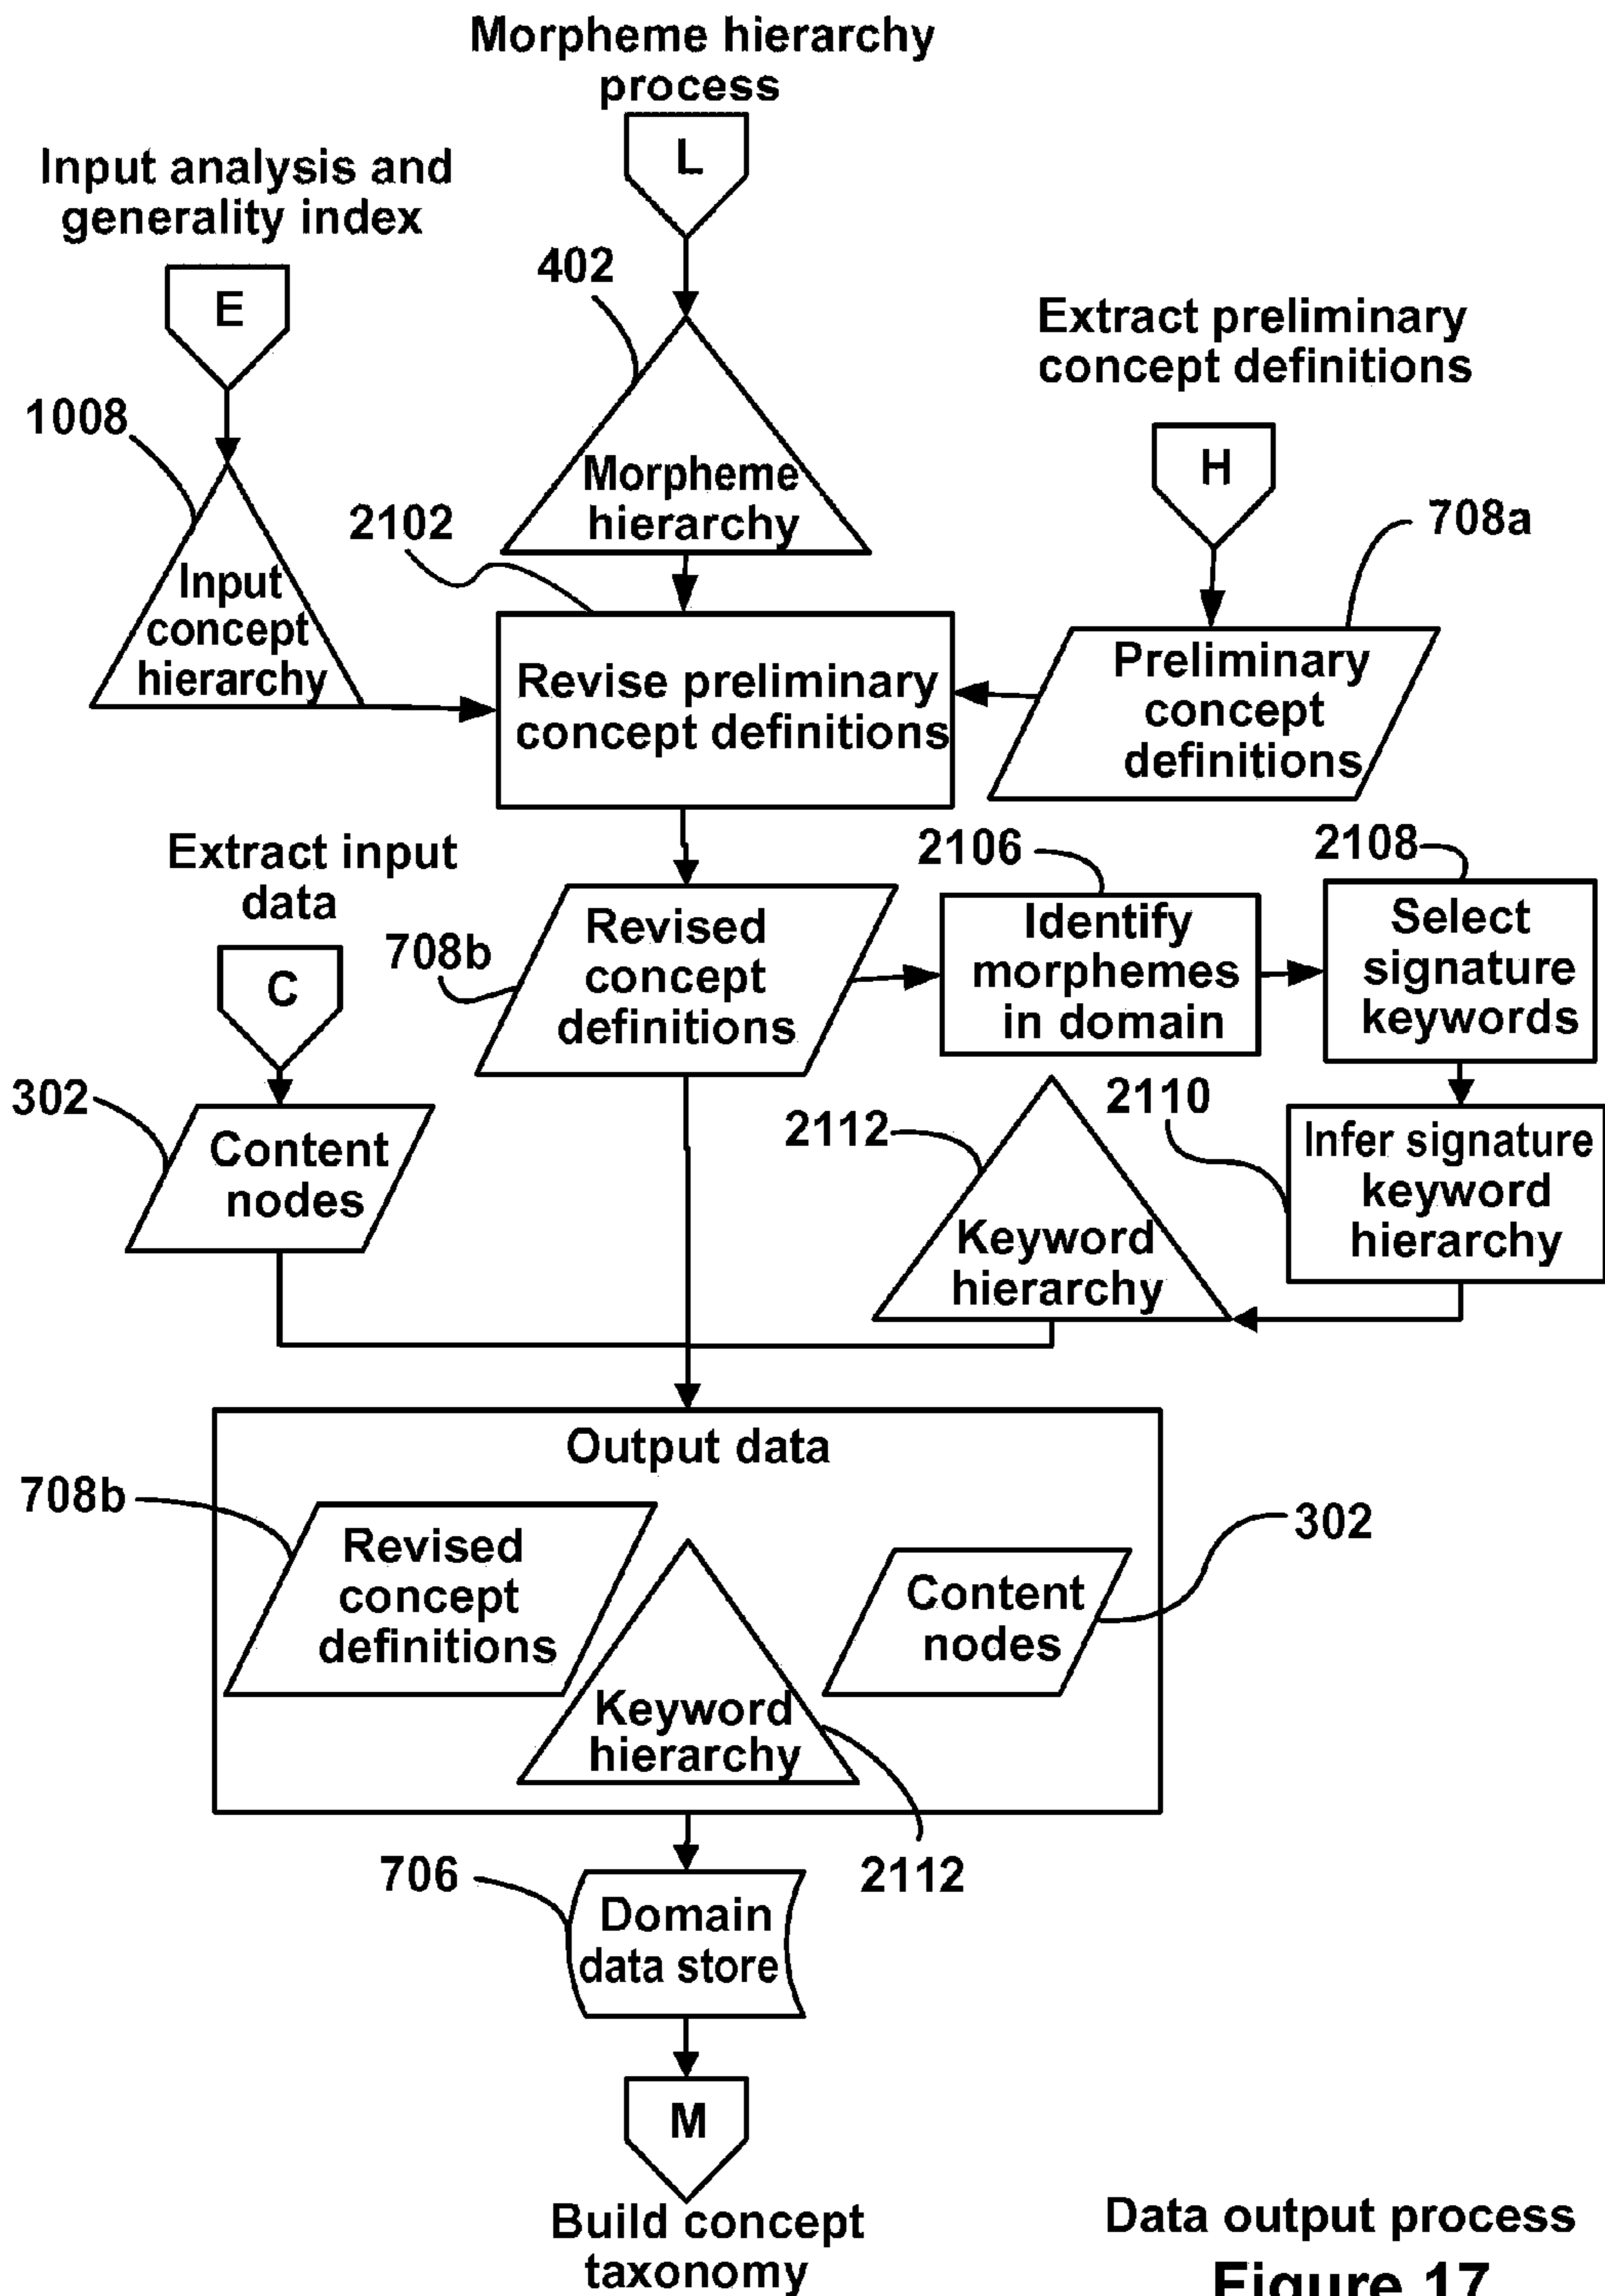 Morpheme hierarchy
process
L
Input analysis and
generality index
E
402
Extract preliminary
concept definitions
H
1008
Morpheme
hierarchy
2102
708a
Input
concept
hierarchy
Revise preliminary
concept definitions
Preliminary
concept
definitions
Extract input
data
C
708b
Revised
concept
definitions
2106
Identify
morphemes
in domain
2108
Select
signature
keywords
302
Content
nodes
2112
Keyword
hierarchy
2110
Infer signature
keyword
hierarchy
Output data
708b
Revised
concept
definitions
Keyword
hierarchy
Content
nodes
302
706
2112
Domain
data store
M
Build concept
taxonomy
Data output process
Figure 17